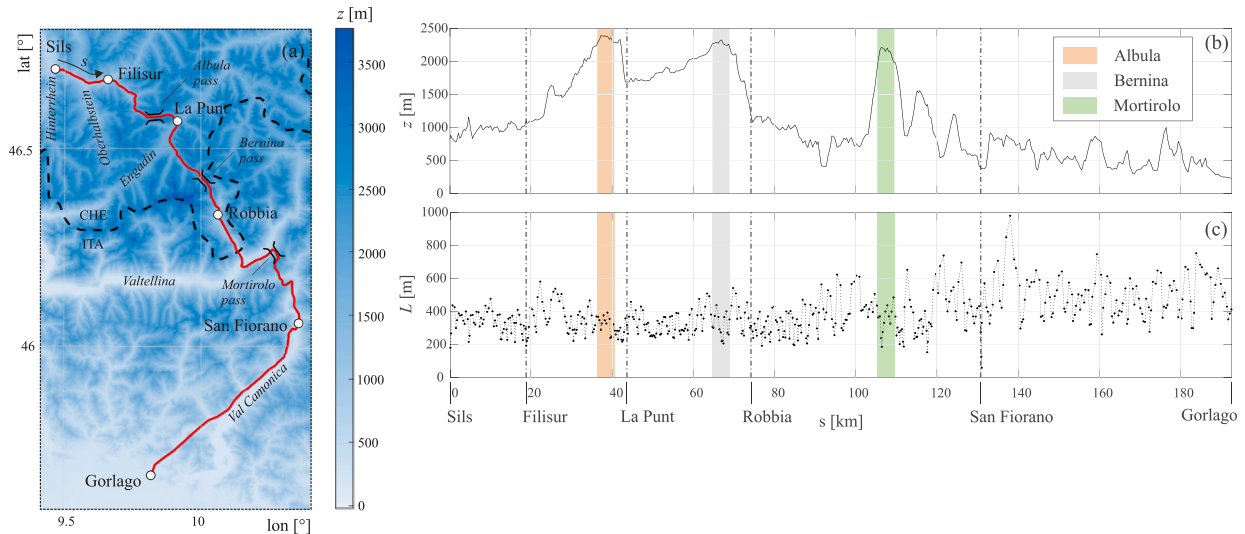 (a)
lat [°]
Sils
s
Filisur
Albula
pass
La Punt
Hinterrhein
Oberhalbstein
Bernina
pass
Engadin
46.5
Robbia
CHE
ITA
Valtellina
Mortirolo
pass
San Fiorano
46
Val Camonica
Gorlago
9.5 10
lon [°]
z [m]
3500
3000
2500
2000
1500
1000
500
0
(b)
z [m]
2500
2000
1500
1000
500
0
Albula
Bernina
Mortirolo
(c)
L [m]
1000
800
600
400
200
0
0 20 40 60 80 100 120 140 160 180
Sils Filisur La Punt Robbia s [km] San Fiorano Gorlago